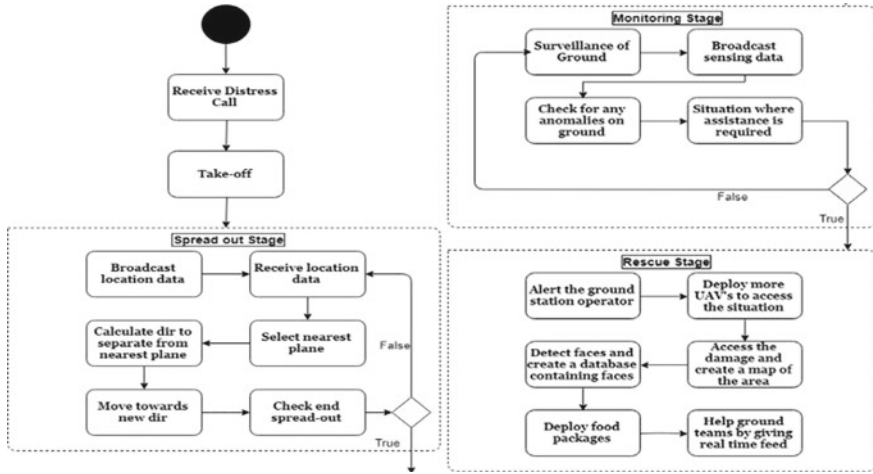 Receive Distress
Call
Take-off
Spread out Stage
Broadcast
location data
Receive location
data
Calculate dir to
separate from
nearest plane
Select nearest
plane
False
Move towards
new dir
Check end
spread-out
True
Monitoring Stage
Surveillance of
Ground
Broadcast
sensing data
Check for any
anomalies on
ground
Situation where
assistance is
required
False
True
Rescue Stage
Alert the ground
station operator
Deploy more
UAV's to access
the situation
Detect faces and
create a database
containing faces
Access the
damage and
create a map of
the area
Deploy food
packages
Help ground
teams by giving
real time feed